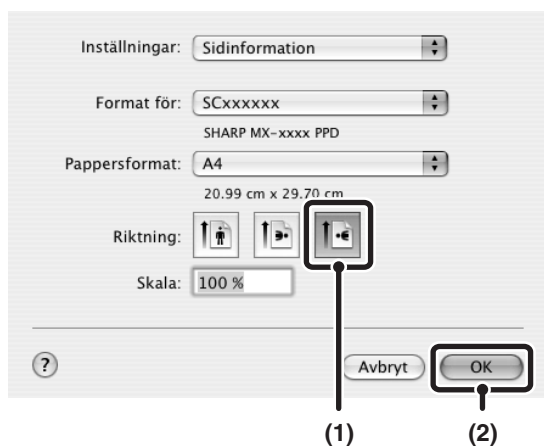 Inställningar: Sidinformation
Format för: SCxxxxxx
SHARP MX-xxxx PPD
Pappersformat: A4
20.99 cm x 29.70 cm
Riktning:
Skala: 100 %
? Avbryt OK
(1) (2)